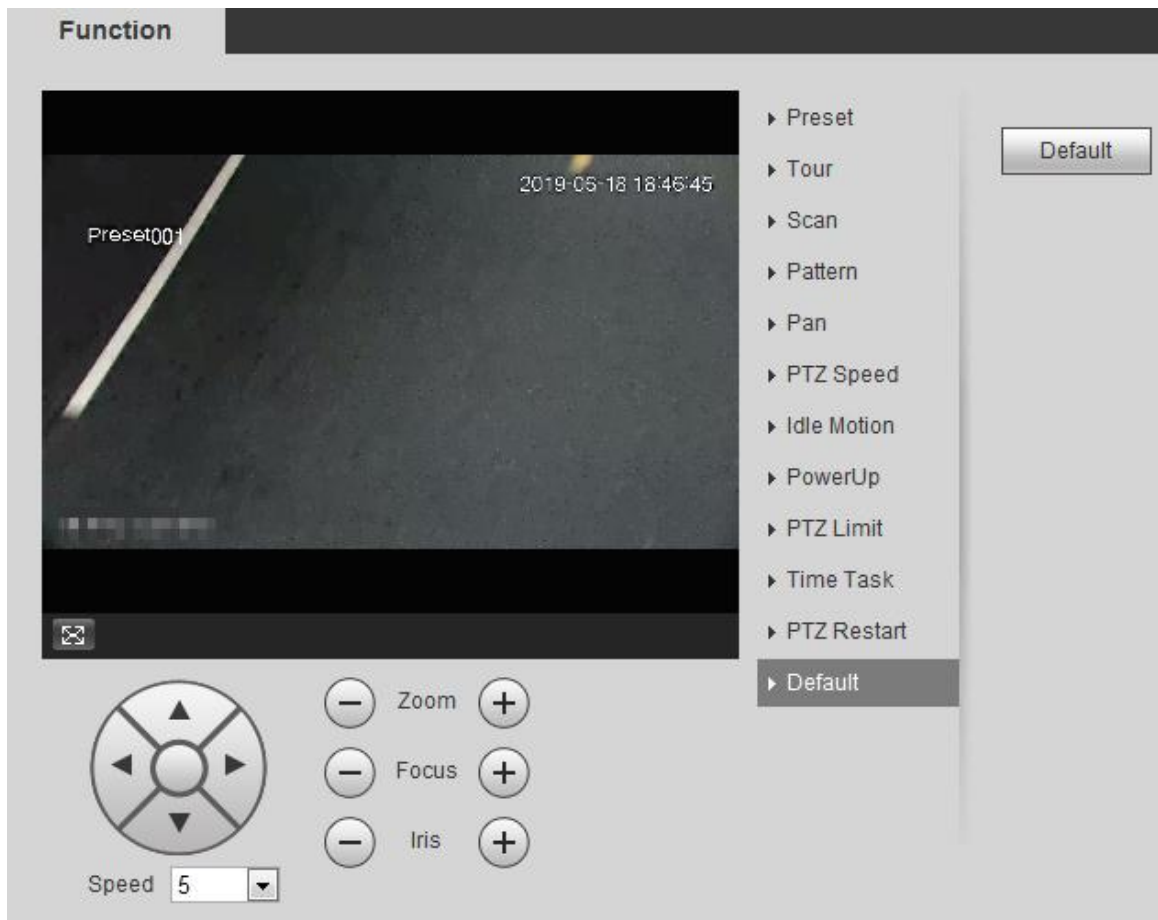 Function
2019-06-18 18:46:45
Preset001
Preset
Tour
Scan
Pattern
Pan
PTZ Speed
Idle Motion
PowerUp
PTZ Limit
Time Task
PTZ Restart
Default
Default
Zoom
Focus
Iris
Speed 5